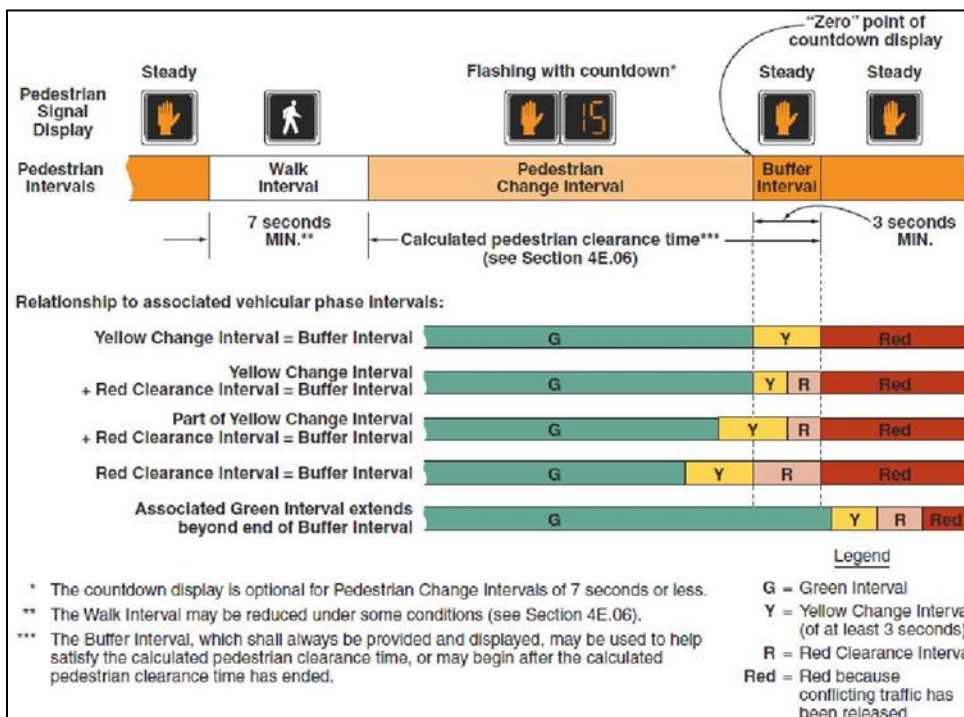 "Zero" point of
countdown display
Steady
Flashing with countdown*
Steady
Steady
Pedestrian
Signal
Display
15
Pedestrian
Intervals
Walk
Interval
Pedestrian
Change Interval
Buffer
Interval
7 seconds
MIN.**
Calculated pedestrian clearance time***
(see Section 4E.06)
3 seconds
MIN.
Relationship to associated vehicular phase intervals:
Yellow Change Interval = Buffer Interval
G Y Red
Yellow Change Interval
+ Red Clearance Interval = Buffer Interval
G Y R Red
Part of Yellow Change Interval
+ Red Clearance Interval = Buffer Interval
G Y R Red
Red Clearance Interval = Buffer Interval
G Y R Red
Associated Green Interval extends
beyond end of Buffer Interval
G Y R Red
* The countdown display is optional for Pedestrian Change Intervals of 7 seconds or less.
** The Walk Interval may be reduced under some conditions (see Section 4E.06).
*** The Buffer Interval, which shall always be provided and displayed, may be used to help
satisfy the calculated pedestrian clearance time, or may begin after the calculated
pedestrian clearance time has ended.
Legend
G = Green Interval
Y = Yellow Change Interva
(of at least 3 seconds)
R = Red Clearance Interva
Red = Red because
conflicting traffic has
been released